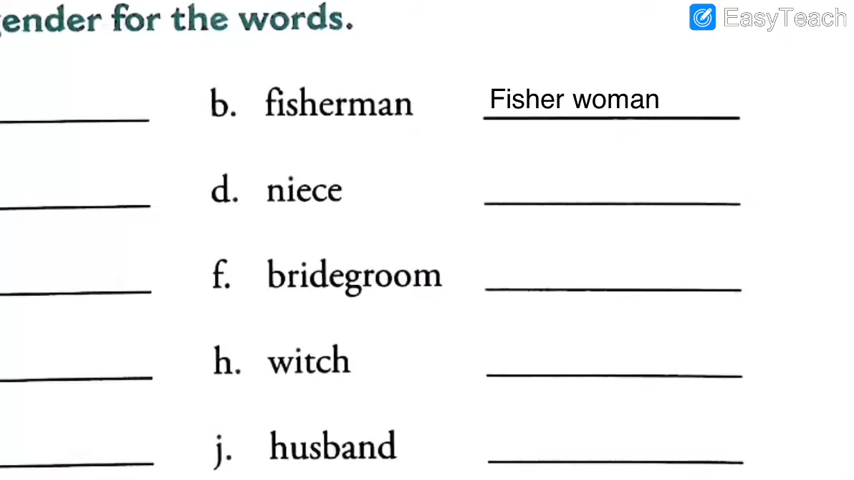 ender for the words.
EasyTeach
b. fisherman Fisher woman
d. niece
f. bridegroom
h. witch
j. husband